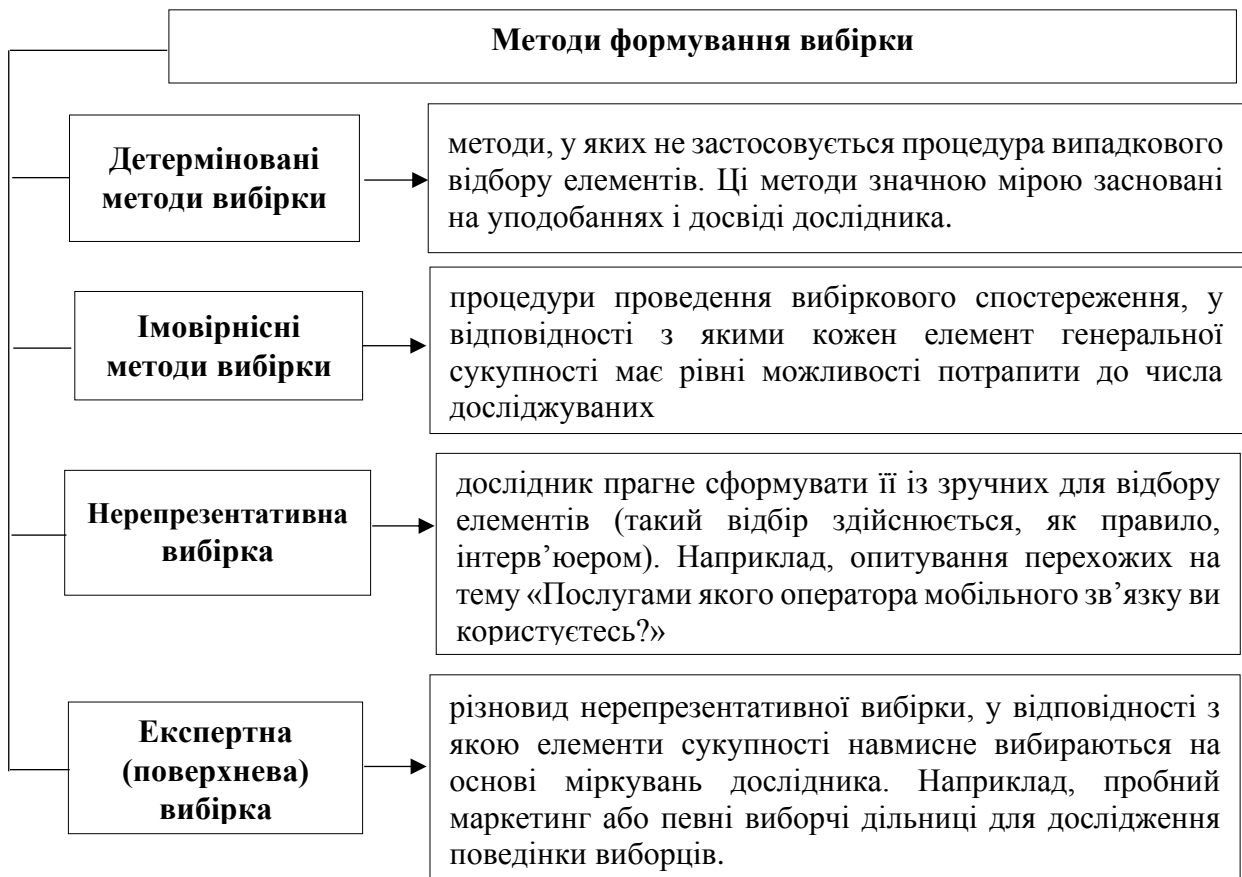 Методи формування вибірки
Детерміновані
методи вибірки
методи, у яких не застосовується процедура випадкового
відбору елементів. Ці методи значною мірою засновані
на уподобаннях і досвіді дослідника.
Імовірнісні
методи вибірки
процедури проведення вибіркового спостереження, у
відповідності з якими кожен елемент генеральної
сукупності має рівні можливості потрапити до числа
досліджуваних
Нерепрезентативна
вибірка
дослідник прагне сформувати її із зручних для відбору
елементів (такий відбір здійснюється, як правило,
інтерв’юером). Наприклад, опитування перехожих на
тему «Послугами якого оператора мобільного зв’язку ви
користуєтесь?»
Експертна
(поверхнева)
вибірка
різновид нерепрезентативної вибірки, у відповідності з
якою елементи сукупності навмисне вибираються на
основі міркувань дослідника. Наприклад, пробний
маркетинг або певні виборчі дільниці для дослідження
поведінки виборців.